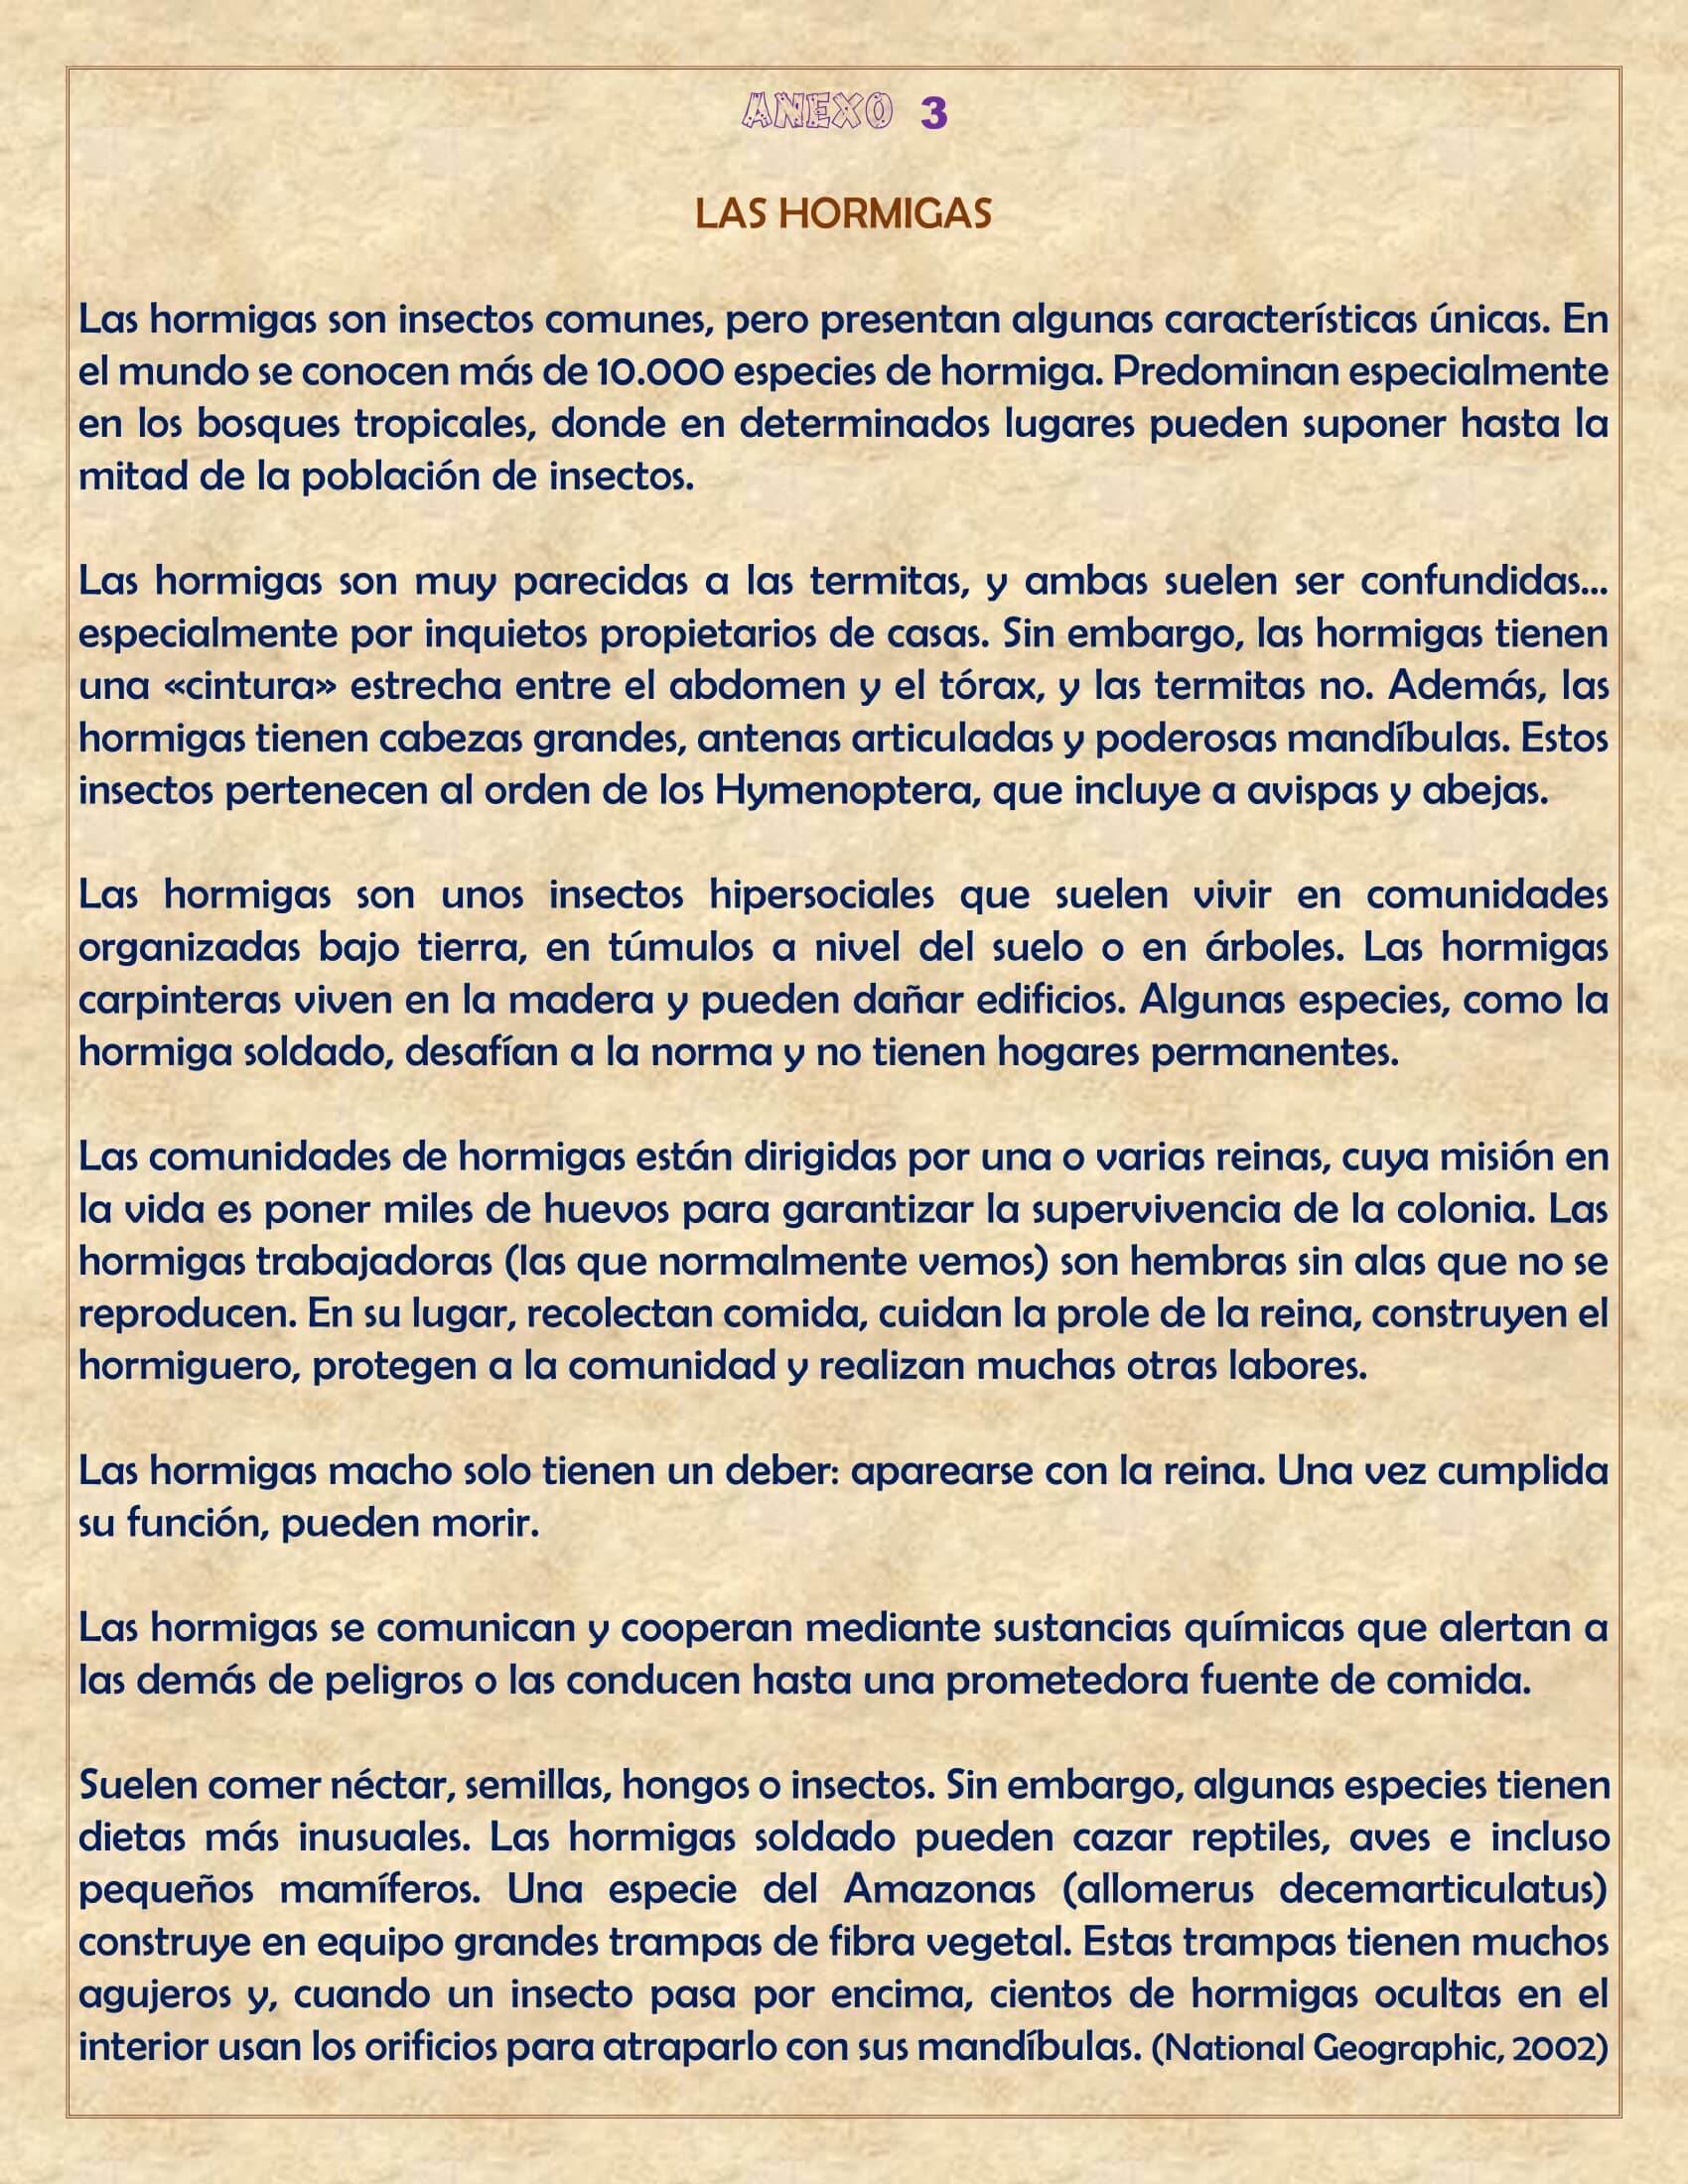 ANEXO 3
LAS HORMIGAS
Las hormigas son insectos comunes, pero presentan algunas características únicas. En
el mundo se conocen más de 10.000 especies de hormiga. Predominan especialmente
en los bosques tropicales, donde en determinados lugares pueden suponer hasta la
mitad de la población de insectos.
Las hormigas son muy parecidas a las termitas, y ambas suelen ser confundidas...
especialmente por inquietos propietarios de casas. Sin embargo, las hormigas tienen
una «cintura» estrecha entre el abdomen y el tórax, y las termitas no. Además, las
hormigas tienen cabezas grandes, antenas articuladas y poderosas mandíbulas. Estos
insectos pertenecen al orden de los Hymenoptera, que incluye a avispas y abejas.
Las hormigas son unos insectos hipersociales que suelen vivir en comunidades
organizadas bajo tierra, en túmulos a nivel del suelo o en árboles. Las hormigas
carpinteras viven en la madera y pueden dañar edificios. Algunas especies, como la
hormiga soldado, desafían a la norma y no tienen hogares permanentes.
Las comunidades de hormigas están dirigidas por una o varias reinas, cuya misión en
la vida es poner miles de huevos para garantizar la supervivencia de la colonia. Las
hormigas trabajadoras (las que normalmente vemos) son hembras sin alas que no se
reproducen. En su lugar, recolectan comida, cuidan la prole de la reina, construyen el
hormiguero, protegen a la comunidad y realizan muchas otras labores.
Las hormigas macho solo tienen un deber: aparearse con la reina. Una vez cumplida
su función, pueden morir.
Las hormigas se comunican y cooperan mediante sustancias químicas que alertan a
las demás de peligros o las conducen hasta una prometedora fuente de comida.
Suelen comer néctar, semillas, hongos o insectos. Sin embargo, algunas especies tienen
dietas más inusuales. Las hormigas soldado pueden cazar reptiles, aves e incluso
pequeños mamíferos. Una especie del Amazonas (allomerus decemarticulatus)
construye en equipo grandes trampas de fibra vegetal. Estas trampas tienen muchos
agujeros y, cuando un insecto pasa por encima, cientos de hormigas ocultas en el
interior usan los orificios para atraparlo con sus mandíbulas. (National Geographic, 2002)